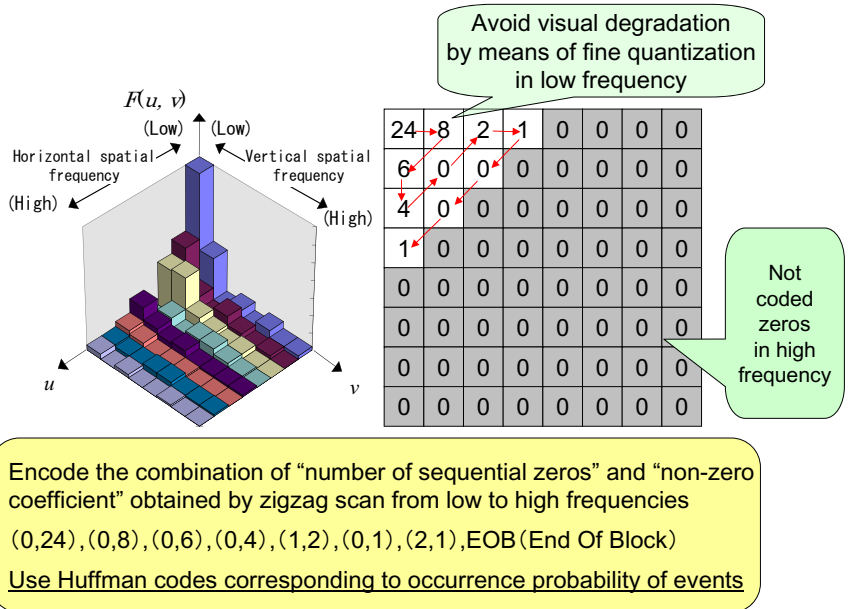 Avoid visual degradation
by means of fine quantization
in low frequency
F(u, v)
(Low) (Low)
Horizontal spatial
frequency
Vertical spatial
frequency
(High) (High)
u v
24 8 2 1 0 0 0 0
6 0 0 0 0 0 0 0
4 0 0 0 0 0 0 0
1 0 0 0 0 0 0 0
0 0 0 0 0 0 0 0
0 0 0 0 0 0 0 0
0 0 0 0 0 0 0 0
0 0 0 0 0 0 0 0
Not
coded
zeros
in high
frequency
Encode the combination of “number of sequential zeros” and “non-zero
coefficient” obtained by zigzag scan from low to high frequencies
(0,24),(0,8),(0,6),(0,4),(1,2),(0,1),(2,1),EOB(End Of Block)
Use Huffman codes corresponding to occurrence probability of events